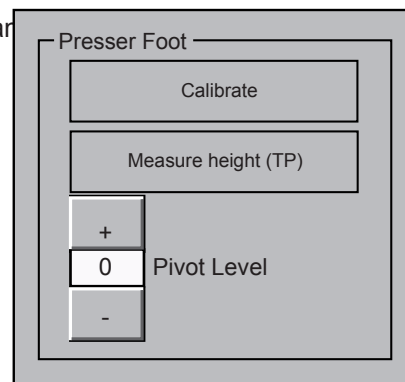 Presser Foot
Calibrate
Measure height (TP)
+
0 Pivot Level
-